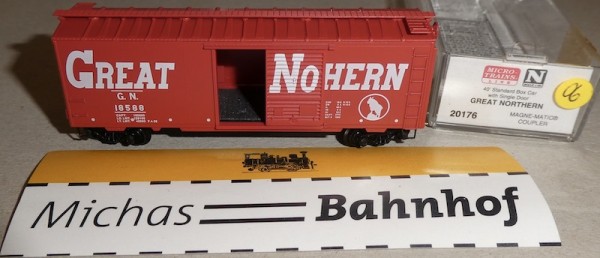 GREAT NOHERN
G.N.
18588
MICRO-
TRAINS
LINE
N
40' Standard Box Car
with Single Door
GREAT NORTHERN
20176
MAGNE-MATIC®
COUPLER
06
Michas Bahnhof